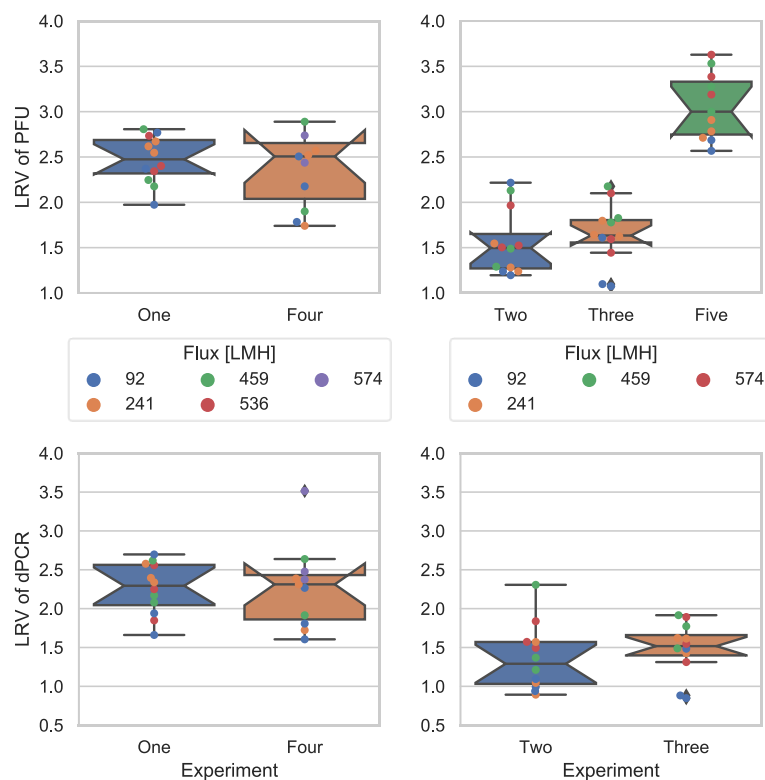 4.0
3.5
3.0
2.5
2.0
1.5
1.0
LRV of PFU
One Four
4.0
3.5
3.0
2.5
2.0
1.5
1.0
Two Three Five
Flux [LMH]
92 459 574
241 536
Flux [LMH]
92 459 574
241
4.0
3.5
3.0
2.5
2.0
1.5
1.0
0.5
LRV of dPCR
One Four
Experiment
4.0
3.5
3.0
2.5
2.0
1.5
1.0
0.5
Two Three
Experiment